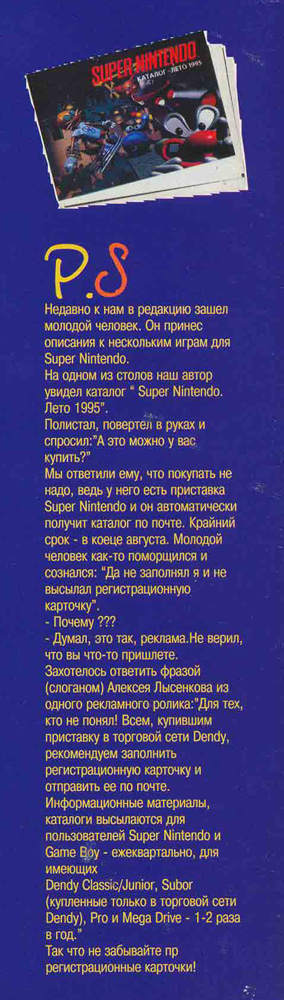 SUPER NINTENDO
КАТАЛОГ - ЛЕТО 1995
P.S
Недавно к нам в редакцию зашел
молодой человек. Он принес
описания к нескольким играм для
Super Nintendo.
На одном из столов наш автор
увидел каталог “ Super Nintendo.
Лето 1995”.
Полистал, повертел в руках и
спросил:”А это можно у вас
купить?”
Мы ответили ему, что покупать не
надо, ведь у него есть приставка
Super Nintendo и он автоматически
получит каталог по почте. Крайний
срок - в коеце августа. Молодой
человек как-то поморщился и
сознался: “Да не заполнял я и не
высылал регистрационную
карточку”.
- Почему ???
- Думал, это так, реклама.Не верил,
что вы что-то пришлете.
Захотелось ответить фразой
(слоганом) Алексея Лысенкова из
одного рекламного ролика:”Для тех,
кто не понял! Всем, купившим
приставку в торговой сети Dendy,
рекомендуем заполнить
регистрационную карточку и
отправить ее по почте.
Информационные материалы,
каталоги высылаются для
пользователей Super Nintendo и
Game Boy - ежеквартально, для
имеющих
Dendy Classic/Junior, Subor
(купленные только в торговой сети
Dendy), Pro и Mega Drive - 1-2 раза
в год.”
Так что не забывайте пр
регистрационные карточки!